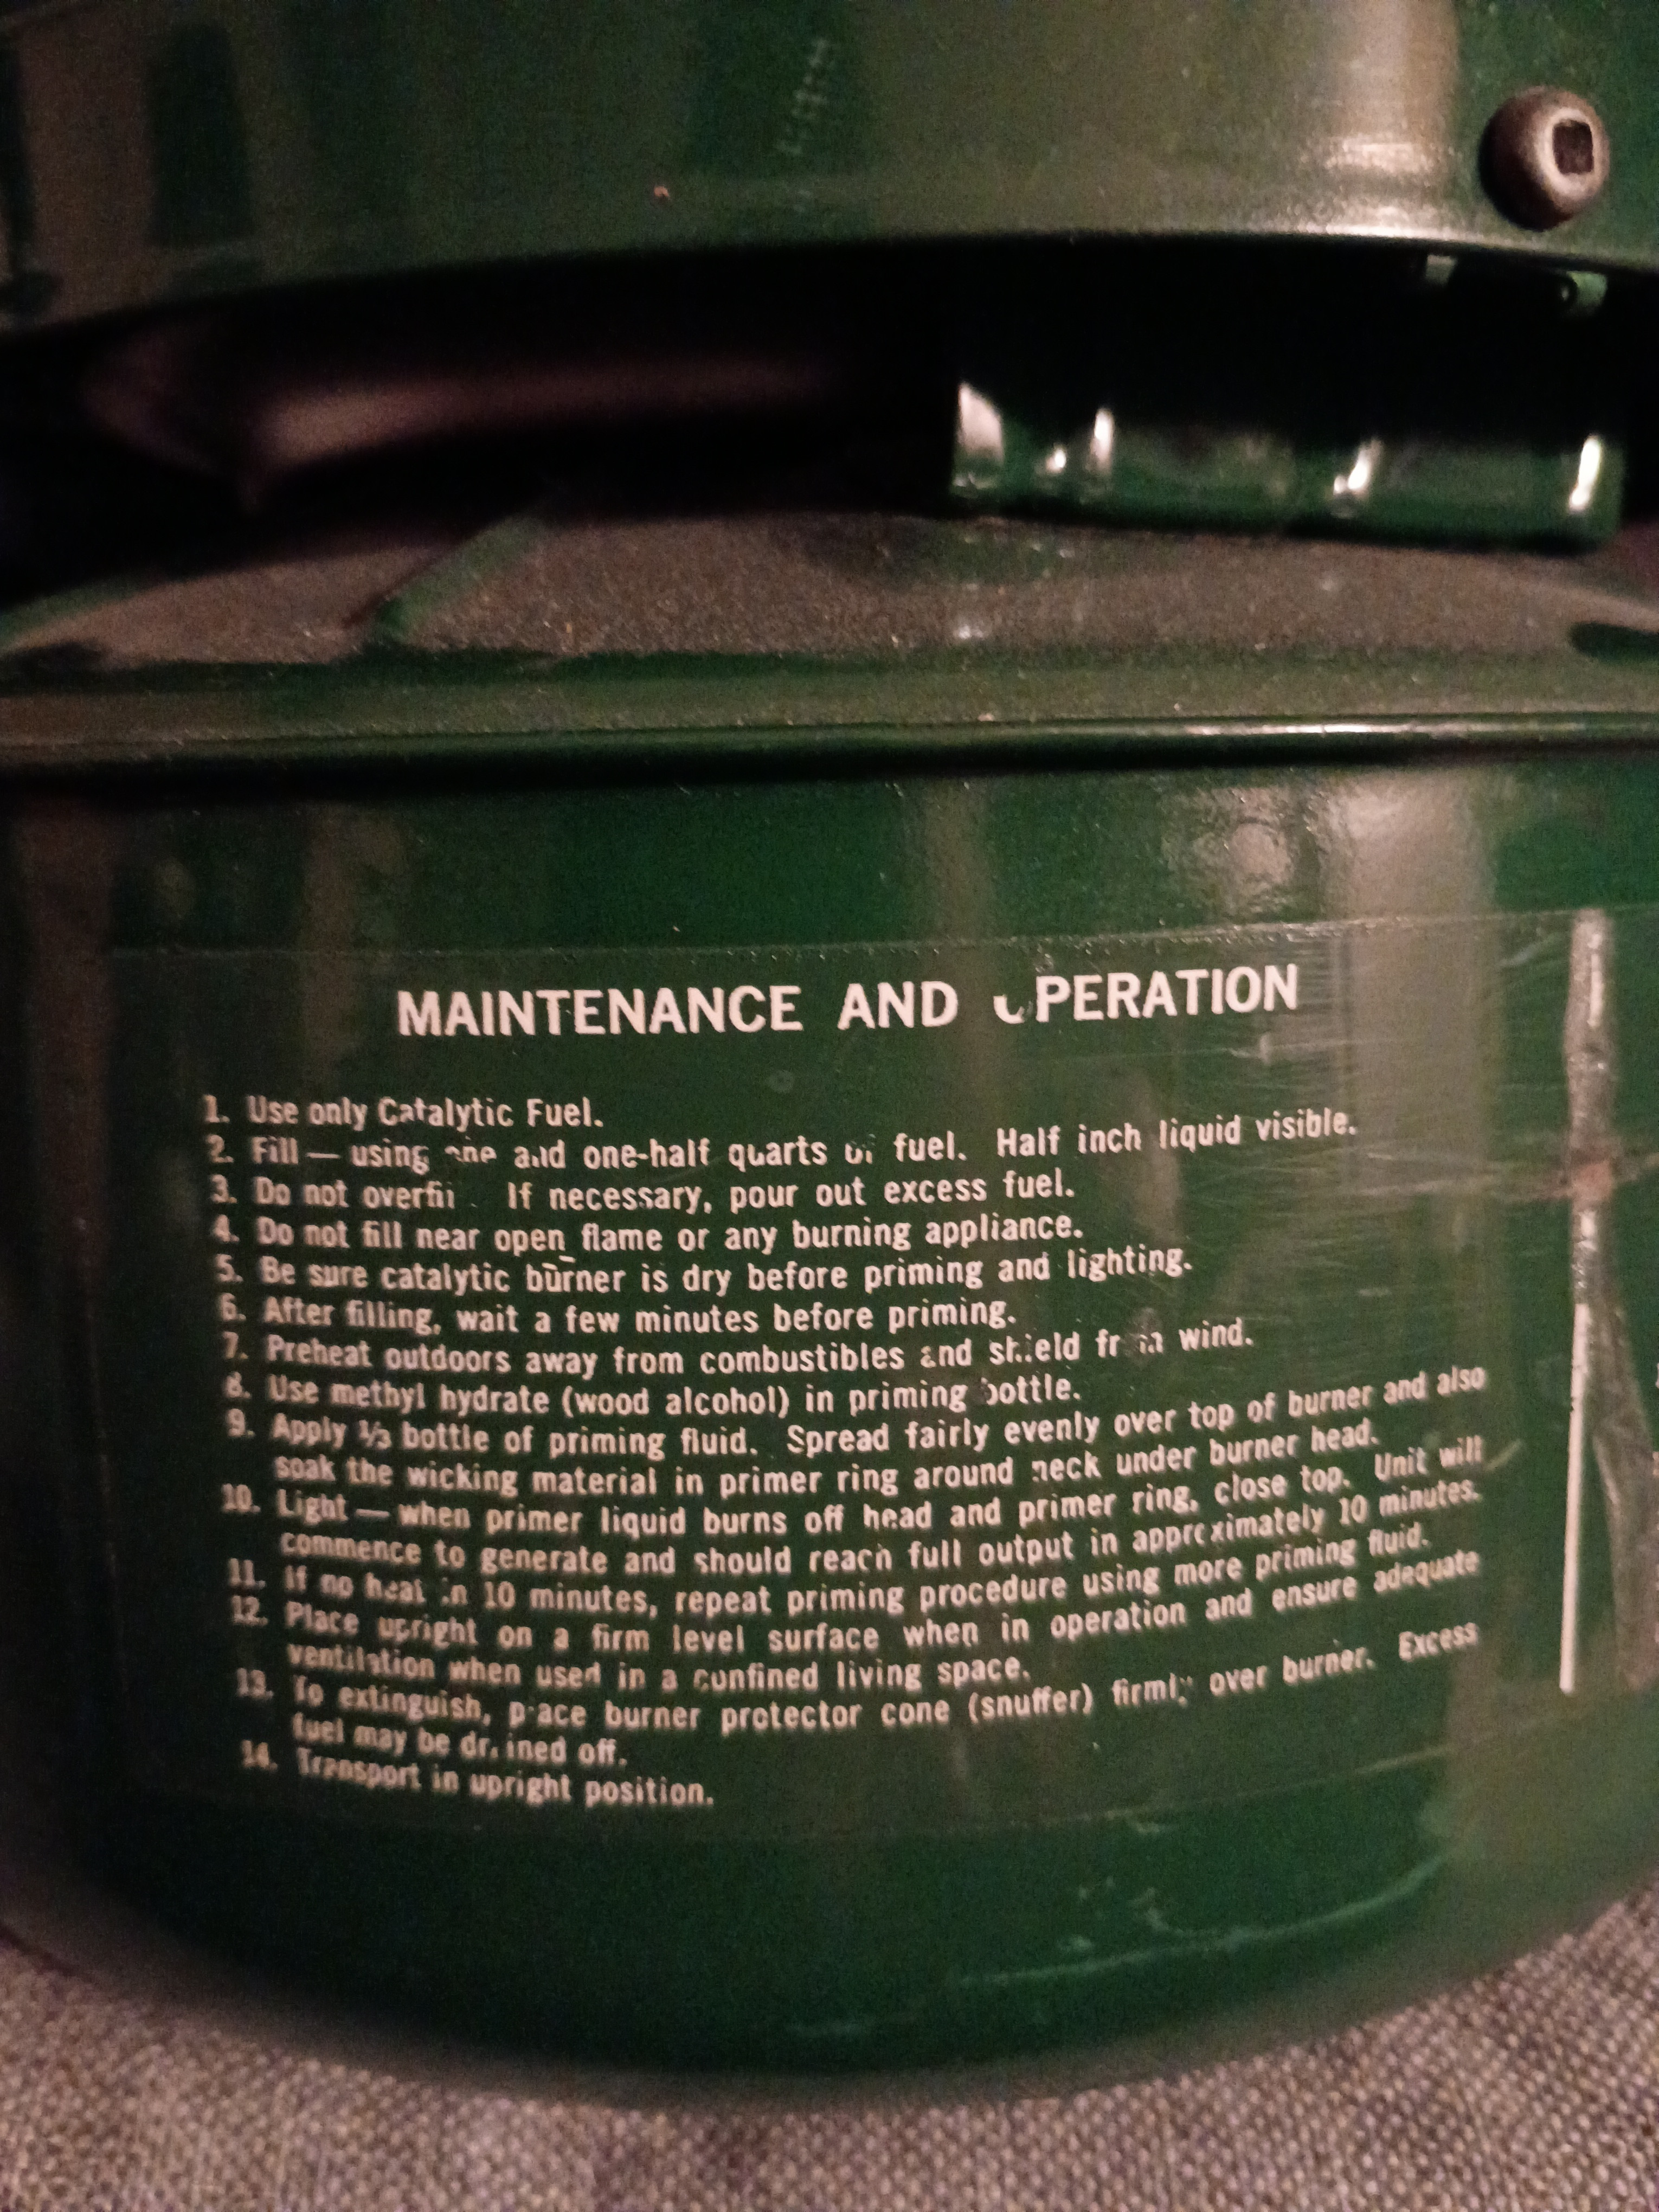 MAINTENANCE AND OPERATION
1. Use only Catalytic Fuel.
2. Fill — using one and one-half quarts of fuel. Half inch liquid visible.
3. Do not overfill. If necessary, pour out excess fuel.
4. Do not fill near open flame or any burning appliance.
5. Be sure catalytic burner is dry before priming and lighting.
6. After filling, wait a few minutes before priming.
7. Preheat outdoors away from combustibles and shield from wind.
8. Use methyl hydrate (wood alcohol) in priming bottle.
9. Apply ⅓ bottle of priming fluid. Spread fairly evenly over top of burner and also
soak the wicking material in primer ring around neck under burner head.
10. Light — when primer liquid burns off head and primer ring, close top. Unit will
commence to generate and should reach full output in approximately 10 minutes.
11. If no heat in 10 minutes, repeat priming procedure using more priming fluid.
12. Place upright on a firm level surface when in operation and ensure adequate
ventilation when used in a confined living space.
13. To extinguish, place burner protector cone (snuffer) firmly over burner. Excess
fuel may be drained off.
14. Transport in upright position.